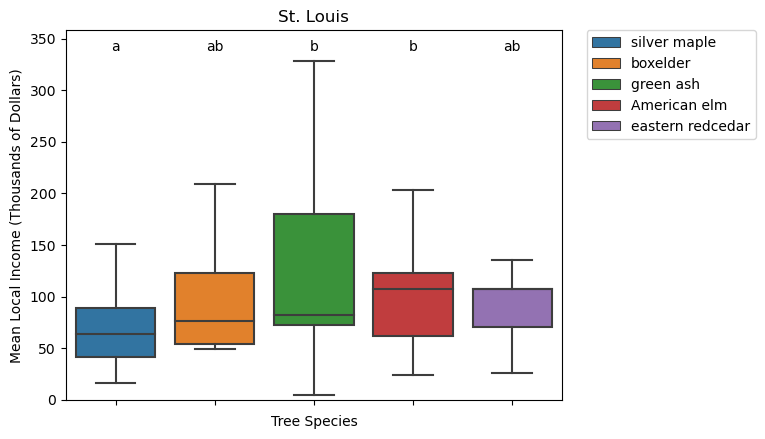 St. Louis
a ab b b ab
Mean Local Income (Thousands of Dollars)
350
300
250
200
150
100
50
0
Tree Species
silver maple
boxelder
green ash
American elm
eastern redcedar